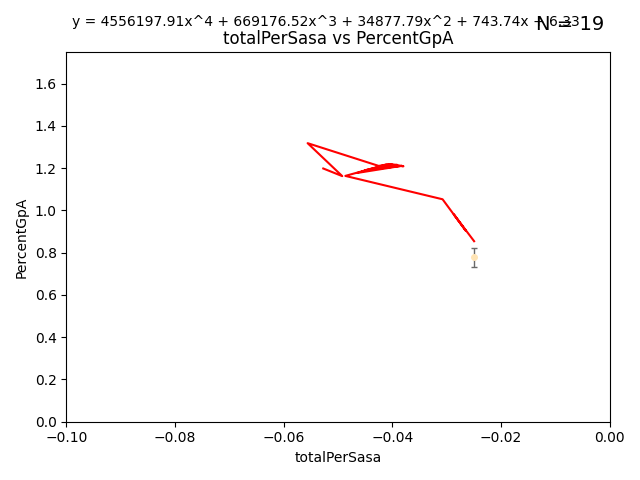 y = 4556197.91x^4 + 669176.52x^3 + 34877.79x^2 + 743.74x + 6.33
N = 19
totalPerSasa vs PercentGpA
1.6
1.4
1.2
1.0
0.8
0.6
0.4
0.2
0.0
PercentGpA
−0.10 −0.08 −0.06 −0.04 −0.02 0.00
totalPerSasa